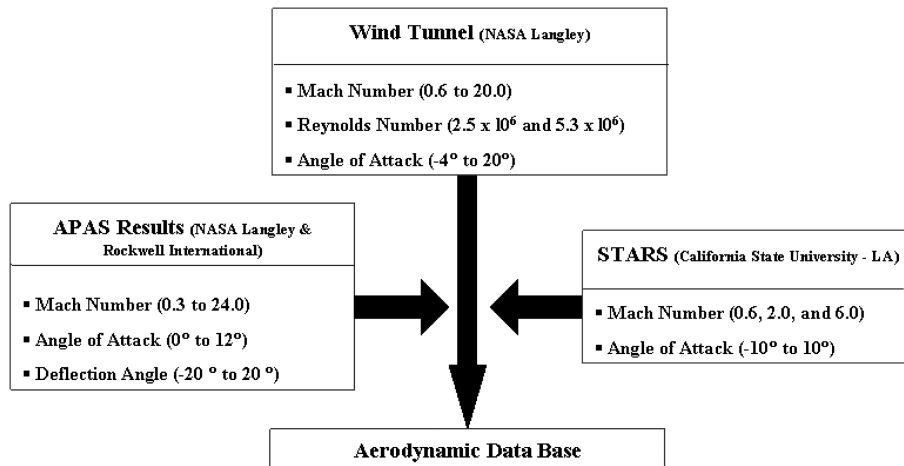 Wind Tunnel (NASA Langley)
▪ Mach Number (0.6 to 20.0)
▪ Reynolds Number (2.5 x 10⁶ and 5.3 x 10⁶)
▪ Angle of Attack (-4° to 20°)
APAS Results (NASA Langley &
Rockwell International)
▪ Mach Number (0.3 to 24.0)
▪ Angle of Attack (0° to 12°)
▪ Deflection Angle (-20 ° to 20 °)
STARS (California State University - LA)
▪ Mach Number (0.6, 2.0, and 6.0)
▪ Angle of Attack (-10° to 10°)
Aerodynamic Data Base